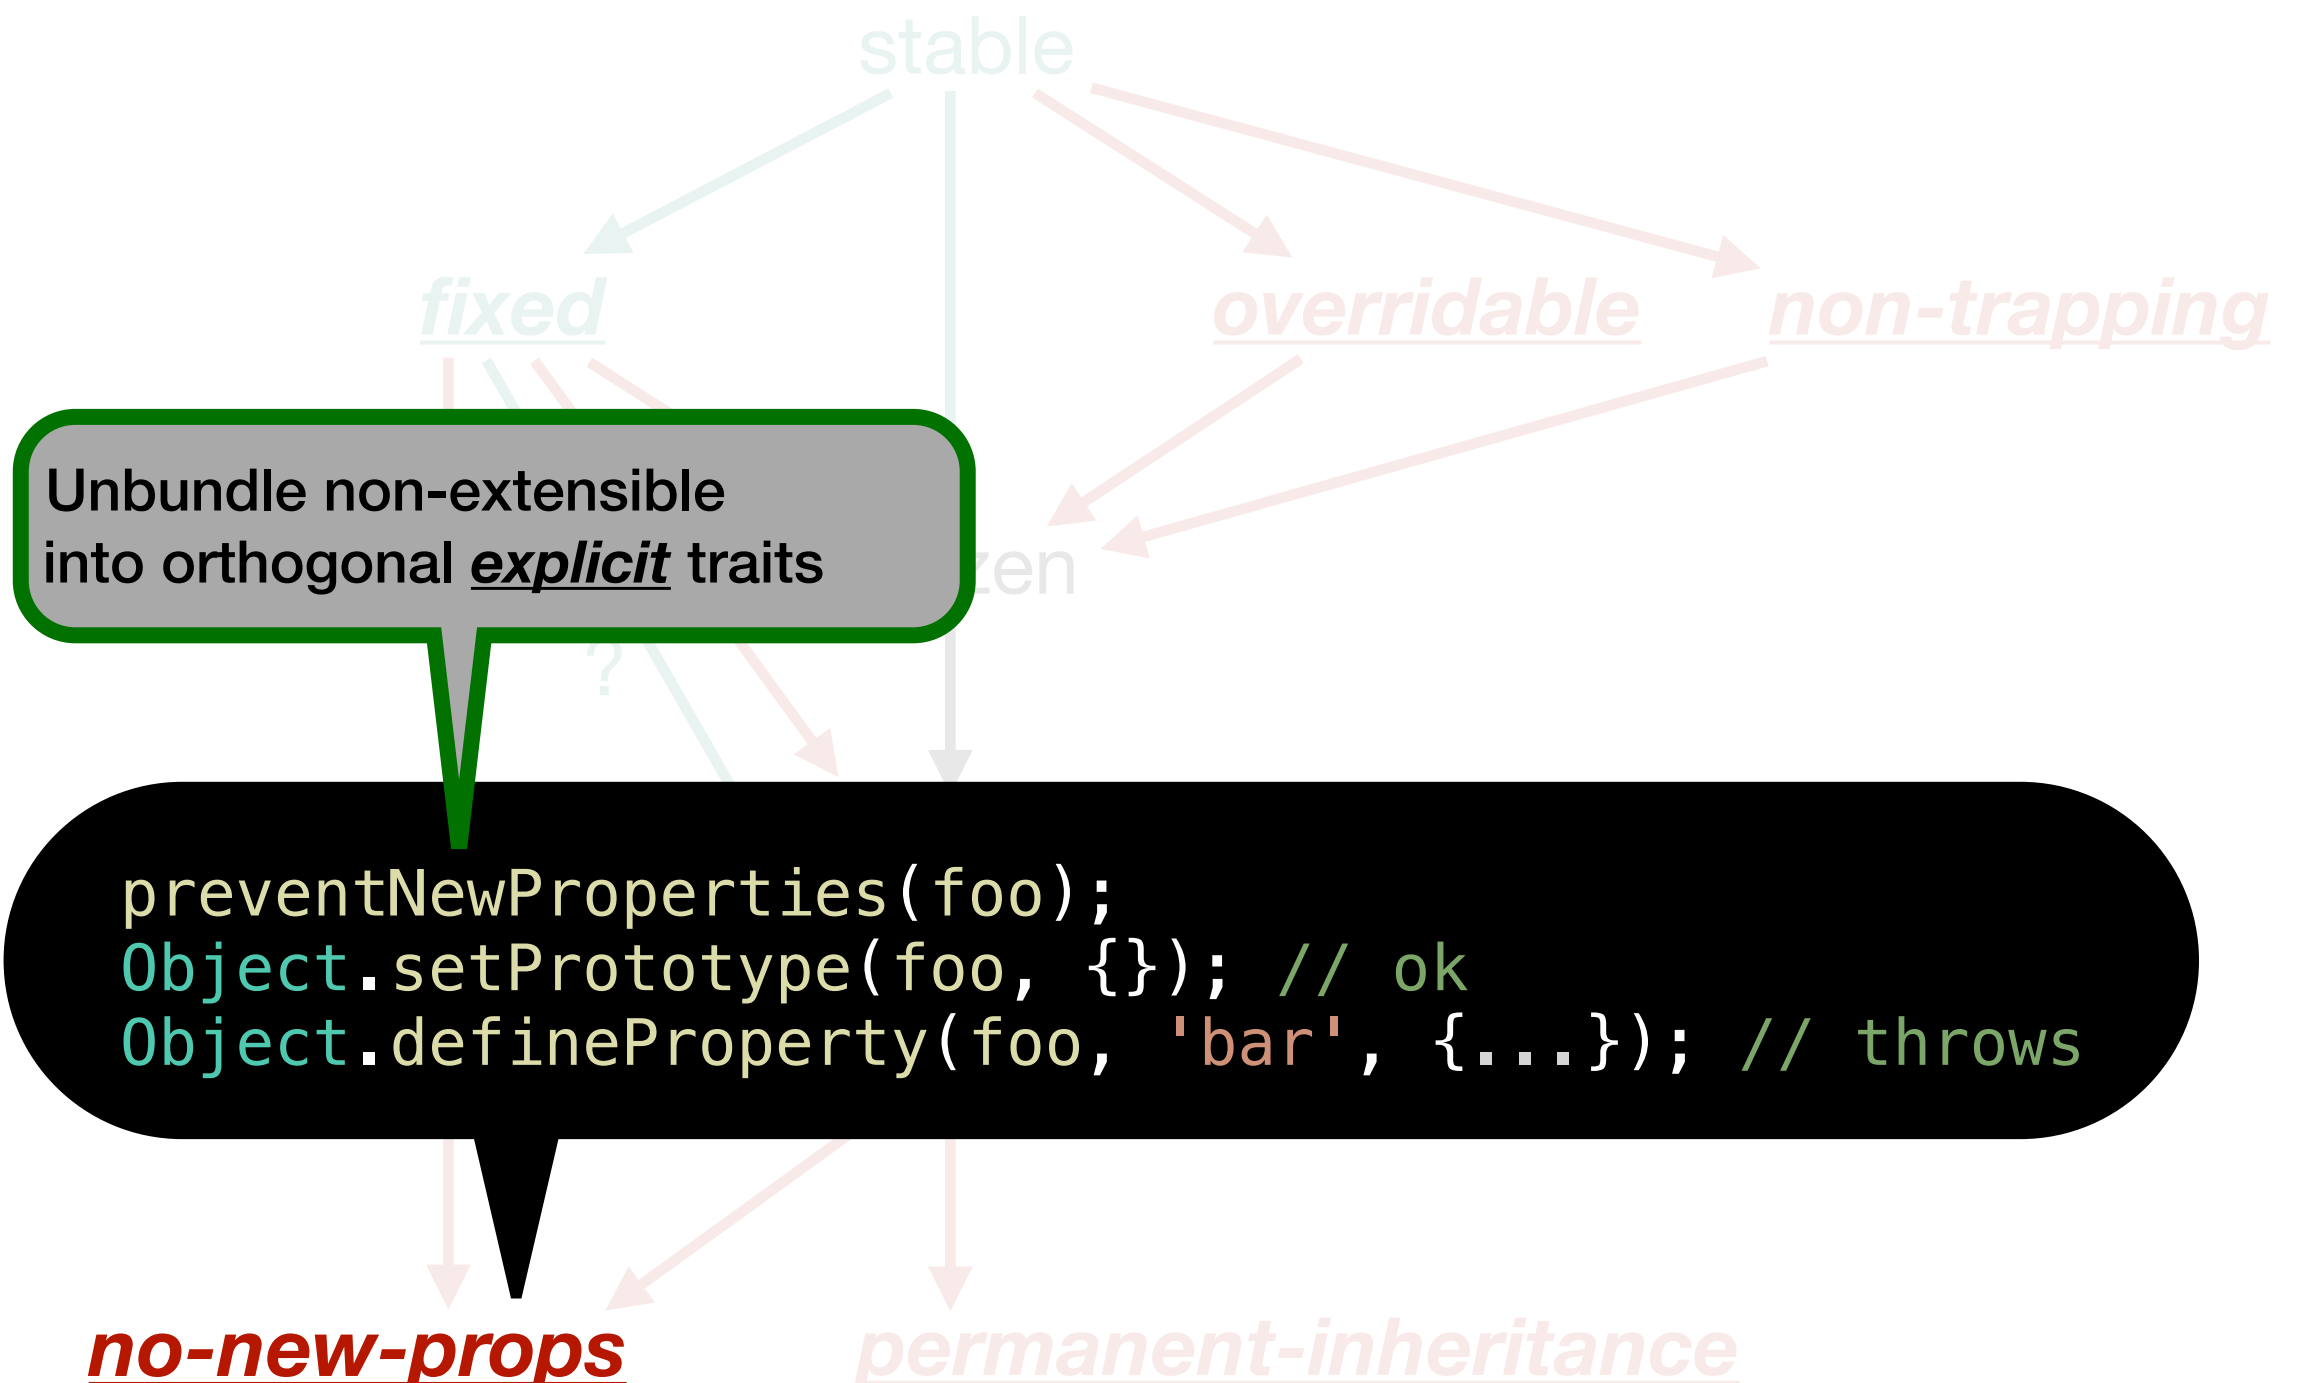 stable
fixed
overridable
non-trapping
Unbundle non-extensible
into orthogonal explicit traits
zen
?
preventNewProperties(foo);
Object.setPrototype(foo, {}); // ok
Object.defineProperty(foo, 'bar', {...}); // throws
no-new-props
permanent-inheritance